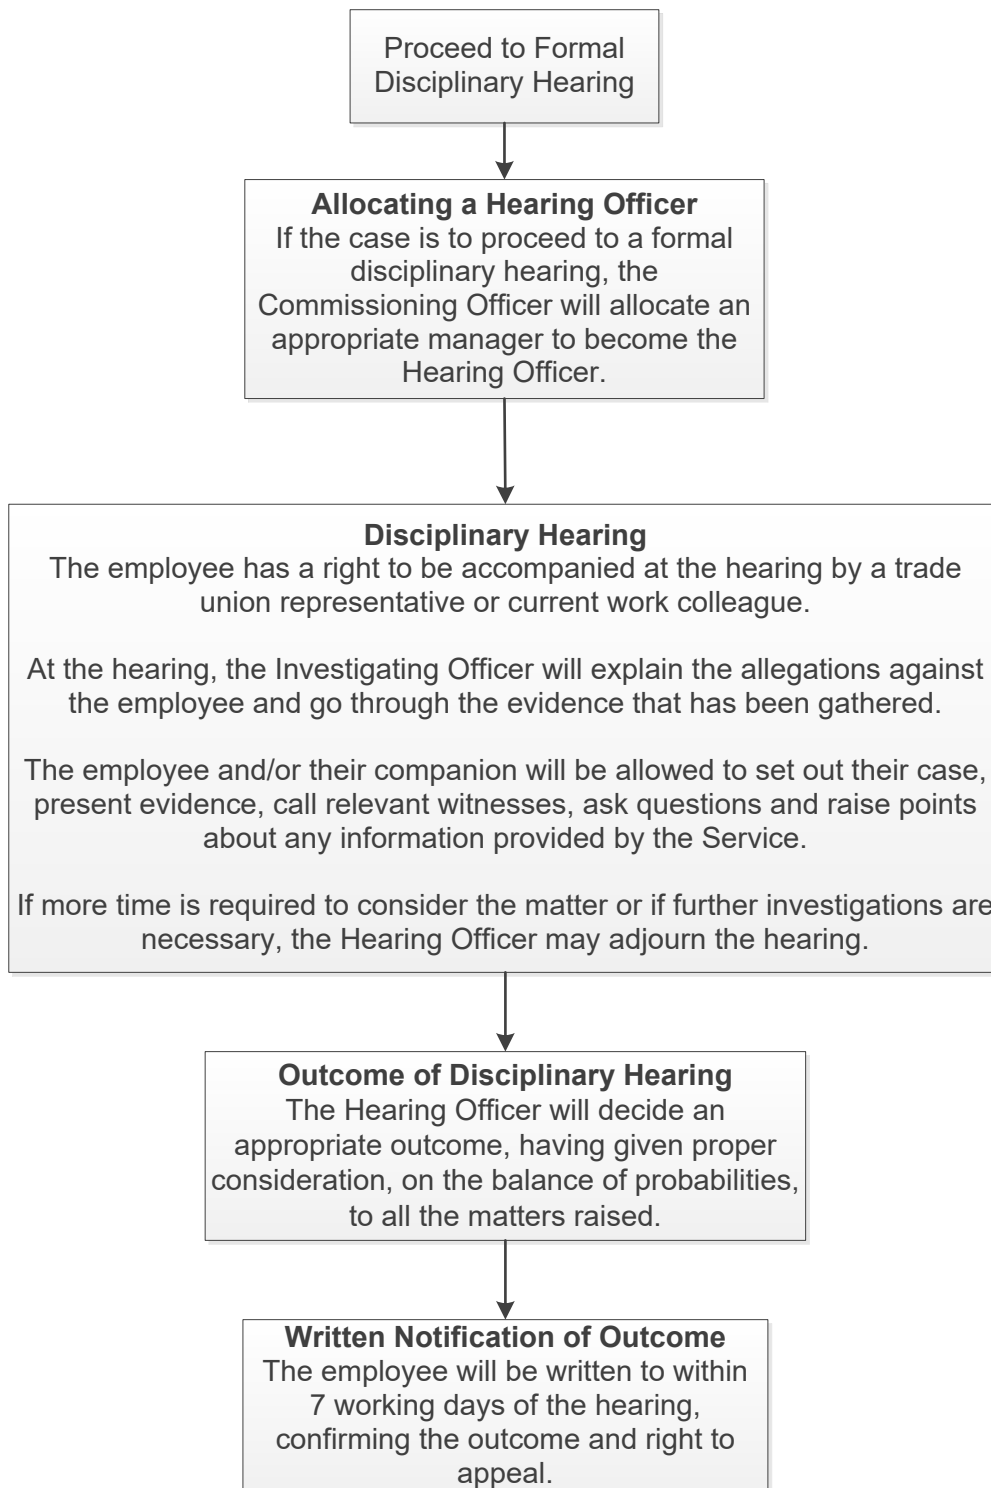 Proceed to Formal
Disciplinary Hearing
Allocating a Hearing Officer
If the case is to proceed to a formal
disciplinary hearing, the
Commissioning Officer will allocate an
appropriate manager to become the
Hearing Officer.
Disciplinary Hearing
The employee has a right to be accompanied at the hearing by a trade
union representative or current work colleague.
At the hearing, the Investigating Officer will explain the allegations against
the employee and go through the evidence that has been gathered.
The employee and/or their companion will be allowed to set out their case,
present evidence, call relevant witnesses, ask questions and raise points
about any information provided by the Service.
If more time is required to consider the matter or if further investigations are
necessary, the Hearing Officer may adjourn the hearing.
Outcome of Disciplinary Hearing
The Hearing Officer will decide an
appropriate outcome, having given proper
consideration, on the balance of probabilities,
to all the matters raised.
Written Notification of Outcome
The employee will be written to within
7 working days of the hearing,
confirming the outcome and right to
appeal.